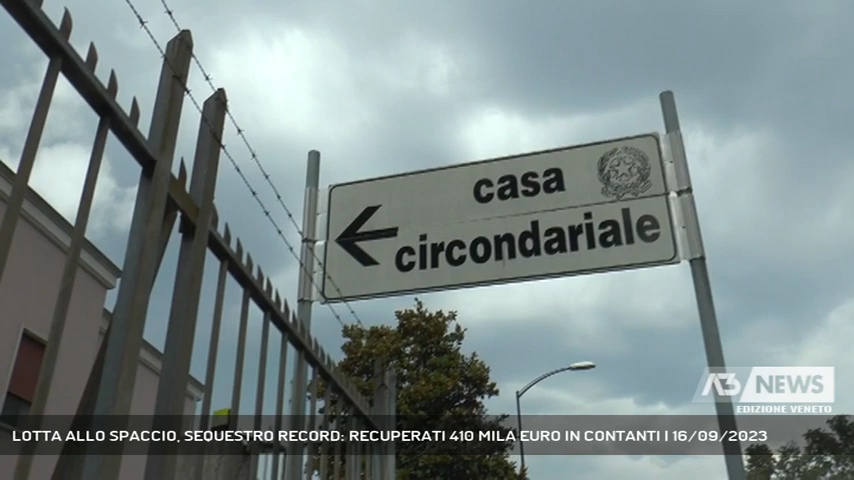 casa
circondariale
A3 NEWS
EDIZIONE VENETO
LOTTA ALLO SPACCIO, SEQUESTRO RECORD: RECUPERATI 410 MILA EURO IN CONTANTI | 16/09/2023